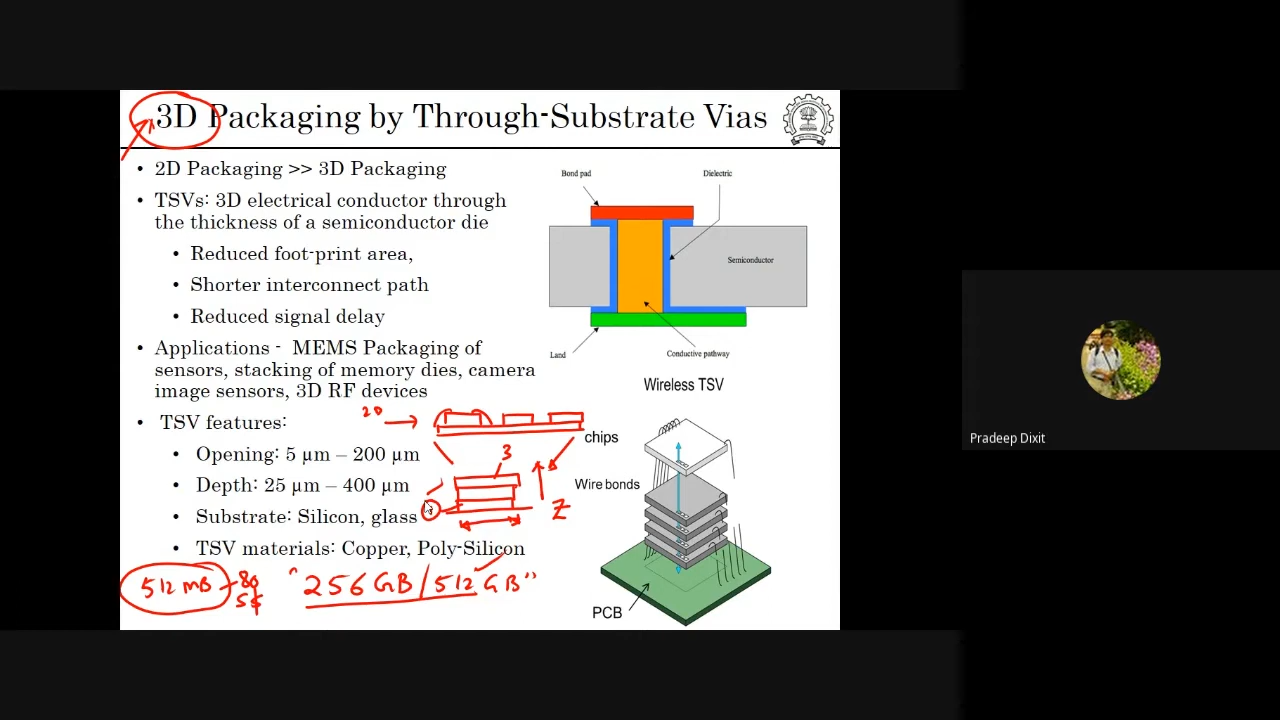 3D Packaging by Through-Substrate Vias
• 2D Packaging >> 3D Packaging
• TSVs: 3D electrical conductor through
the thickness of a semiconductor die
• Reduced foot-print area,
• Shorter interconnect path
• Reduced signal delay
• Applications - MEMS Packaging of
sensors, stacking of memory dies, camera
image sensors, 3D RF devices
• TSV features:
• Opening: 5 µm – 200 µm
• Depth: 25 µm – 400 µm
• Substrate: Silicon, glass
• TSV materials: Copper, Poly-Silicon
2D
3
Z
512 MB
"256 GB/512 GB"
Bond pad
Dielectric
Semiconductor
Land
Conductive pathway
Wireless TSV
chips
Wire bonds
PCB
Pradeep Dixit